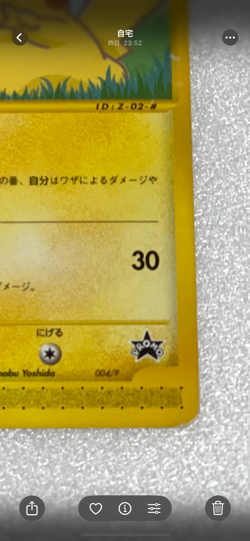 自宅
昨日 23:52
ID:Z-02-#
の番、自分はワザによるダメージや
30
メージ。
にげる
nobu Yoshida 004/P